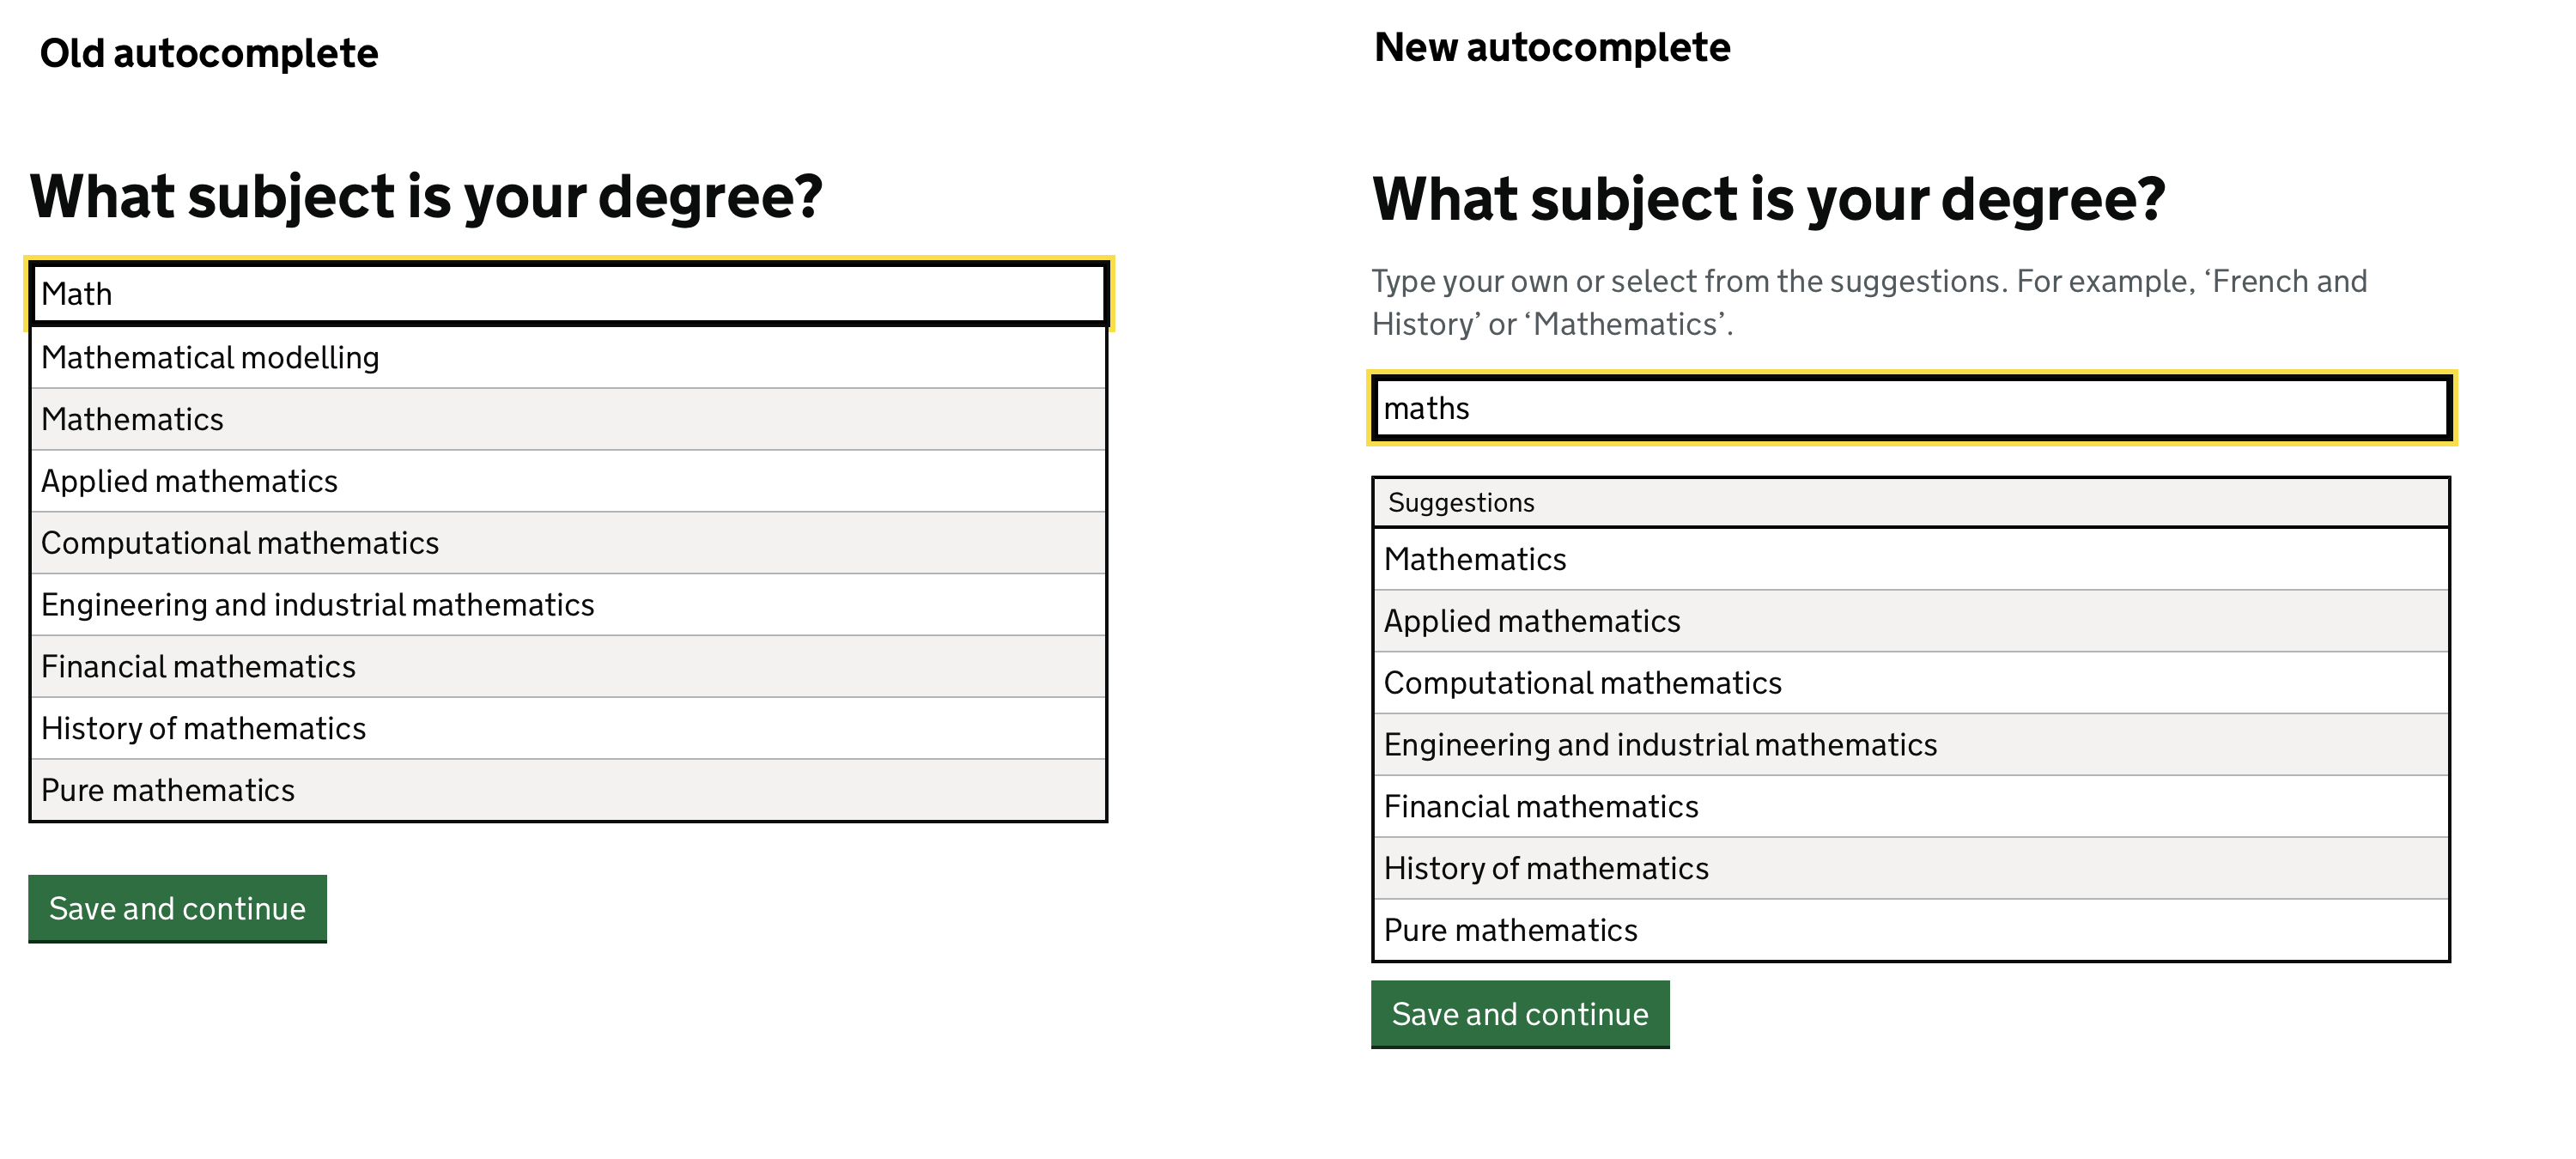 Old autocomplete
What subject is your degree?
Math
Mathematical modelling
Mathematics
Applied mathematics
Computational mathematics
Engineering and industrial mathematics
Financial mathematics
History of mathematics
Pure mathematics
Save and continue
New autocomplete
What subject is your degree?
Type your own or select from the suggestions. For example, ‘French and
History’ or ‘Mathematics’.
maths
Suggestions
Mathematics
Applied mathematics
Computational mathematics
Engineering and industrial mathematics
Financial mathematics
History of mathematics
Pure mathematics
Save and continue